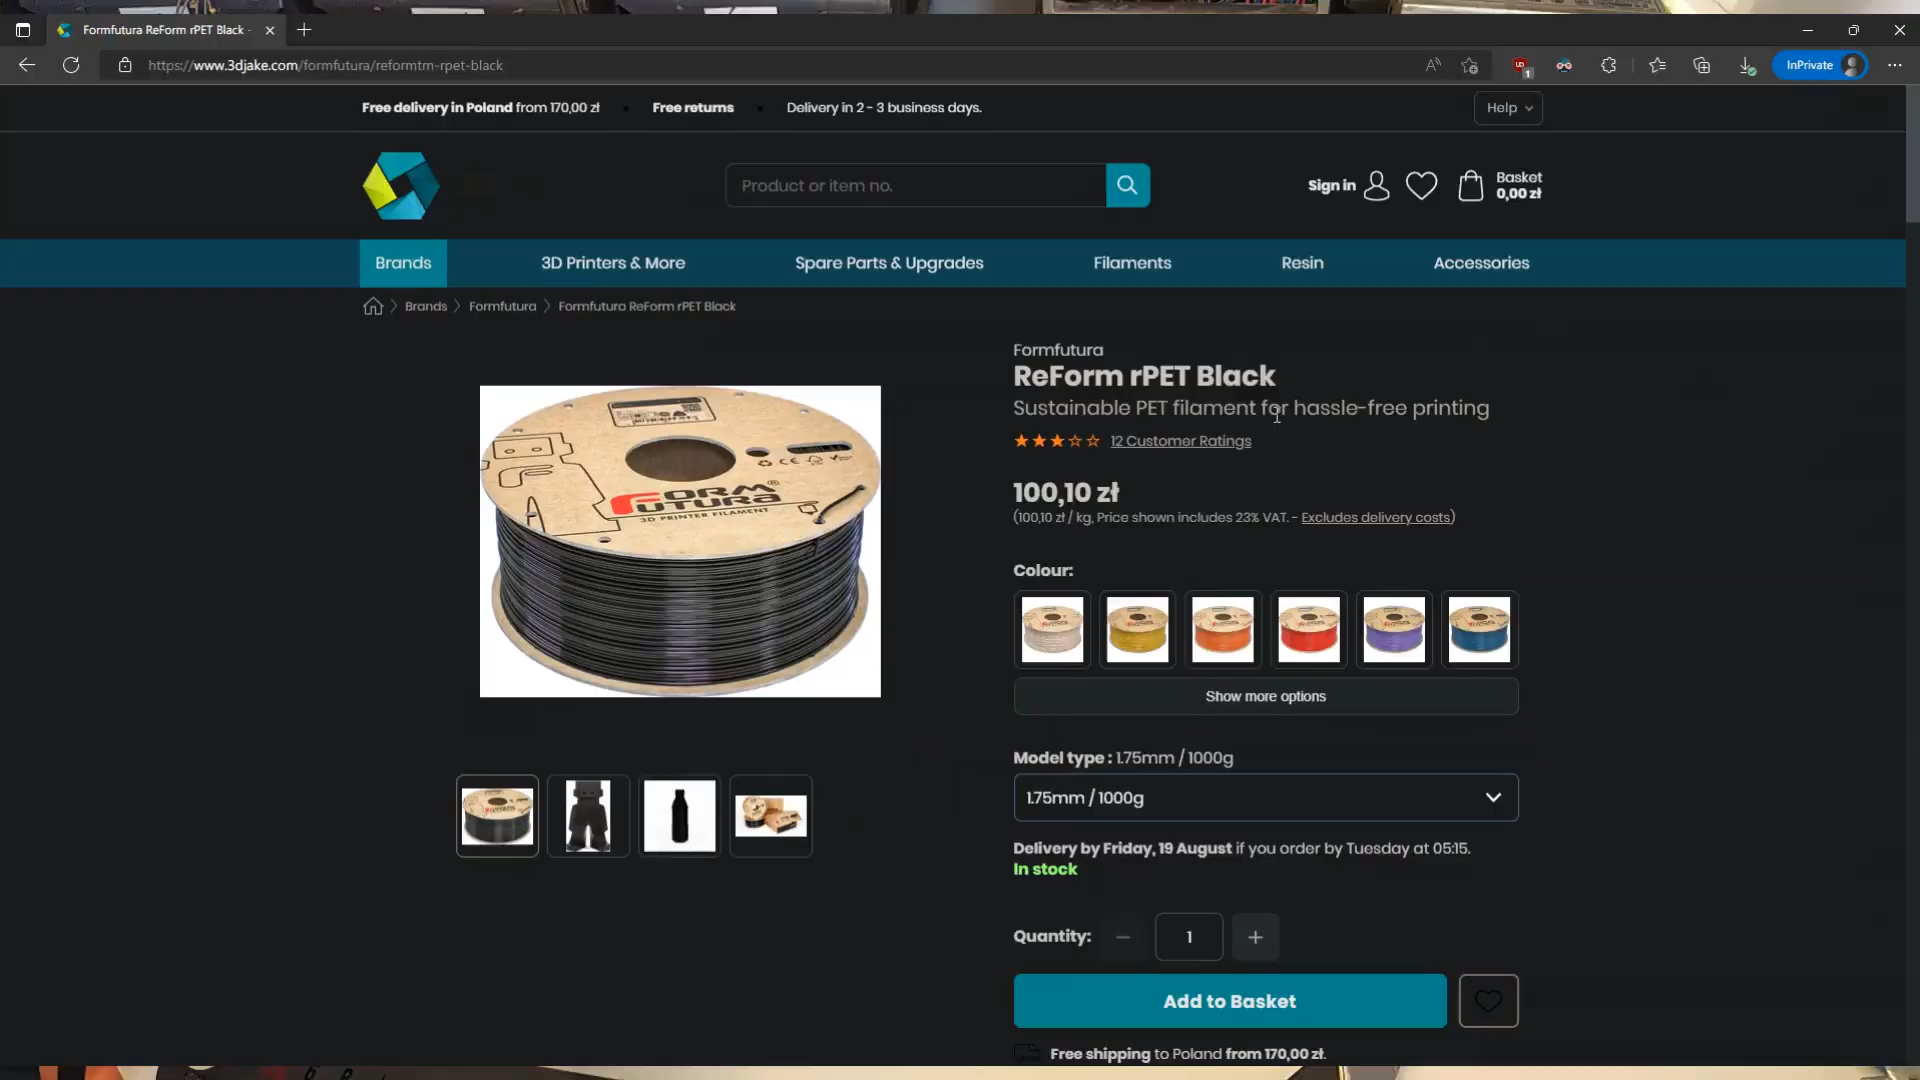 Formfutura ReForm rPET Black -
https://www.3djake.com/formfutura/reformtm-rpet-black
InPrivate
Free delivery in Poland from 170,00 zł
Free returns
Delivery in 2 - 3 business days.
Help
Product or item no.
Sign in
Basket
0,00 zł
Brands
3D Printers & More
Spare Parts & Upgrades
Filaments
Resin
Accessories
Brands
Formfutura
Formfutura ReForm rPET Black
Formfutura
ReForm rPET Black
Sustainable PET filament for hassle-free printing
12 Customer Ratings
100,10 zł
(100,10 zł / kg, Price shown includes 23% VAT. - Excludes delivery costs)
FORM
FUTURA
3D PRINTER FILAMENT
Colour:
Show more options
Model type : 1.75mm / 1000g
1.75mm / 1000g
Delivery by Friday, 19 August if you order by Tuesday at 05:15.
In stock
Quantity:
1
Add to Basket
Free shipping to Poland from 170,00 zł.